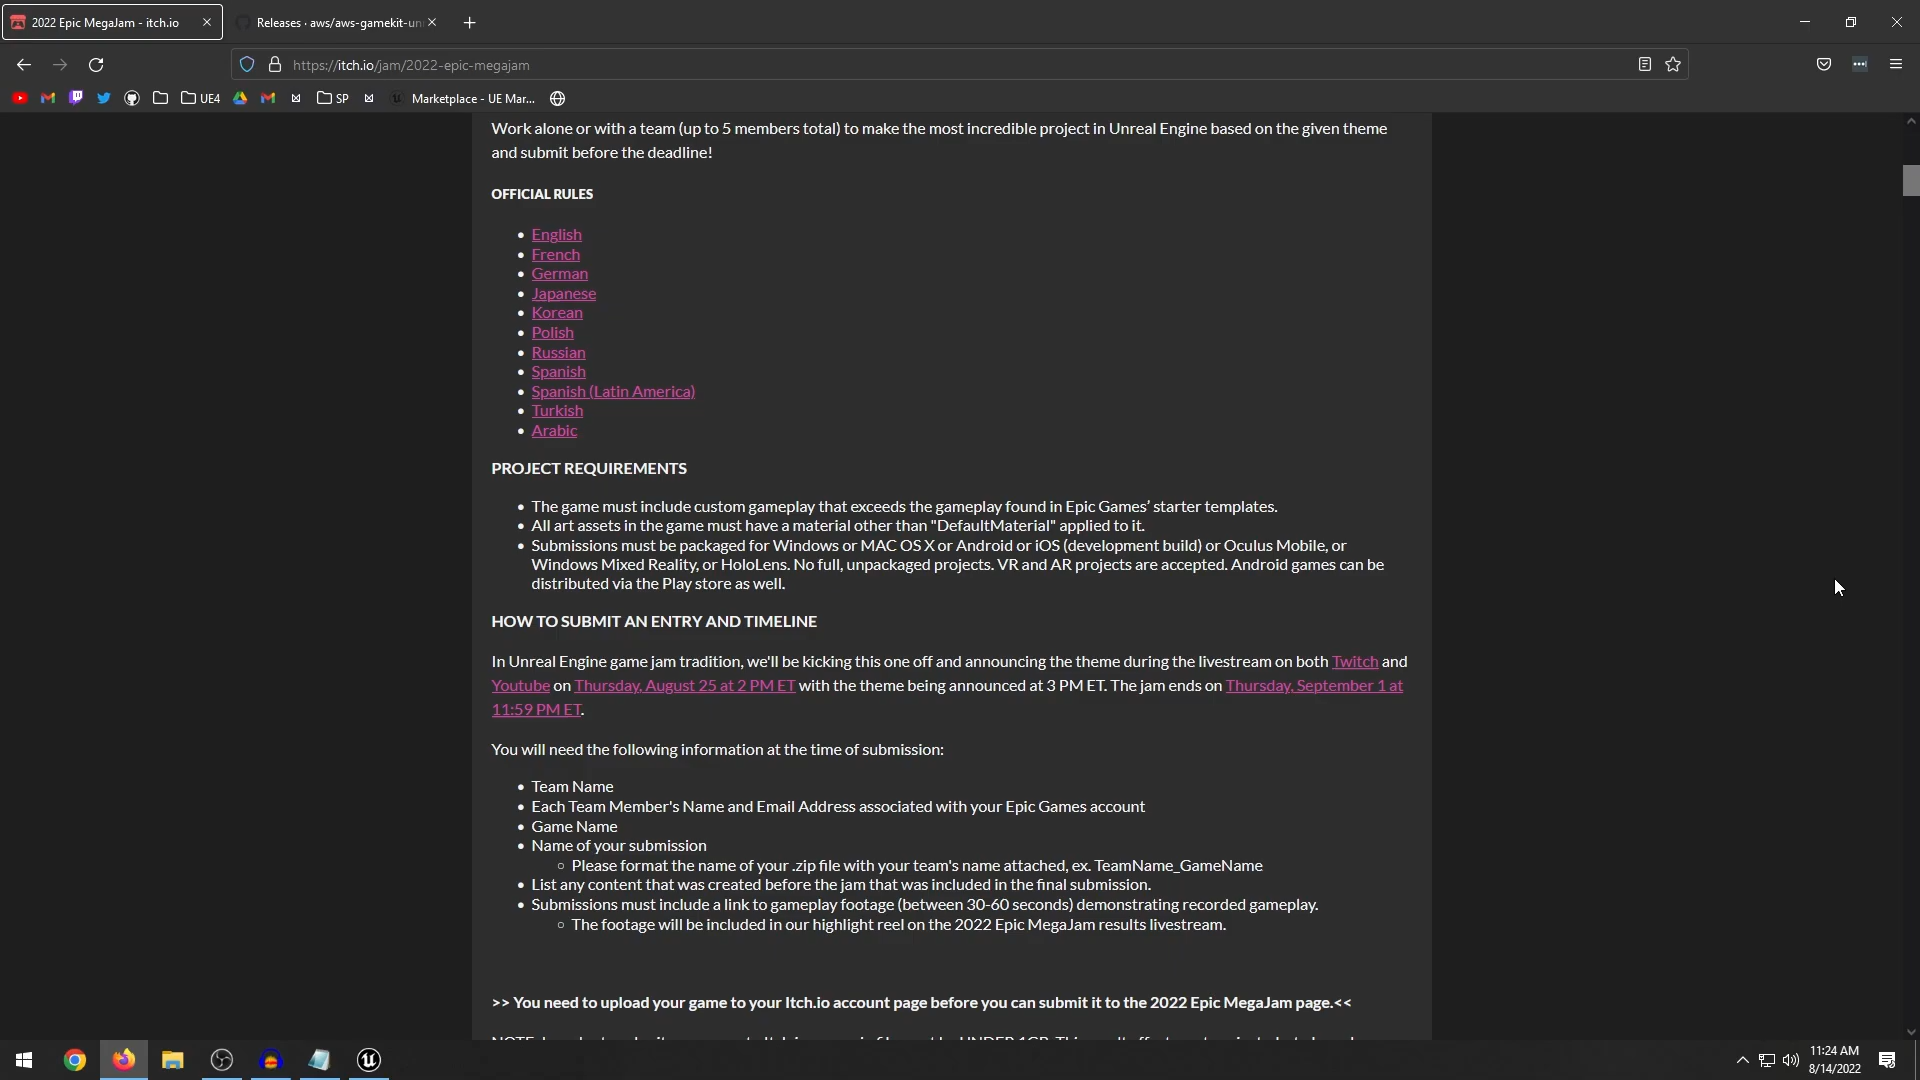 2022 Epic MegaJam - itch.io
Releases · aws/aws-gamekit-un
https://itch.io/jam/2022-epic-megajam
UE4
SP
Marketplace - UE Mar...
Work alone or with a team (up to 5 members total) to make the most incredible project in Unreal Engine based on the given theme
and submit before the deadline!
OFFICIAL RULES
English
French
German
Japanese
Korean
Polish
Russian
Spanish
Spanish (Latin America)
Turkish
Arabic
PROJECT REQUIREMENTS
The game must include custom gameplay that exceeds the gameplay found in Epic Games’ starter templates.
All art assets in the game must have a material other than "DefaultMaterial" applied to it.
Submissions must be packaged for Windows or MAC OS X or Android or iOS (development build) or Oculus Mobile, or
Windows Mixed Reality, or HoloLens. No full, unpackaged projects. VR and AR projects are accepted. Android games can be
distributed via the Play store as well.
HOW TO SUBMIT AN ENTRY AND TIMELINE
In Unreal Engine game jam tradition, we'll be kicking this one off and announcing the theme during the livestream on both Twitch and
Youtube on Thursday, August 25 at 2 PM ET with the theme being announced at 3 PM ET. The jam ends on Thursday, September 1 at
11:59 PM ET.
You will need the following information at the time of submission:
Team Name
Each Team Member's Name and Email Address associated with your Epic Games account
Game Name
Name of your submission
Please format the name of your .zip file with your team's name attached, ex. TeamName_GameName
List any content that was created before the jam that was included in the final submission.
Submissions must include a link to gameplay footage (between 30-60 seconds) demonstrating recorded gameplay.
The footage will be included in our highlight reel on the 2022 Epic MegaJam results livestream.
>> You need to upload your game to your Itch.io account page before you can submit it to the 2022 Epic MegaJam page.<<
11:24 AM
8/14/2022